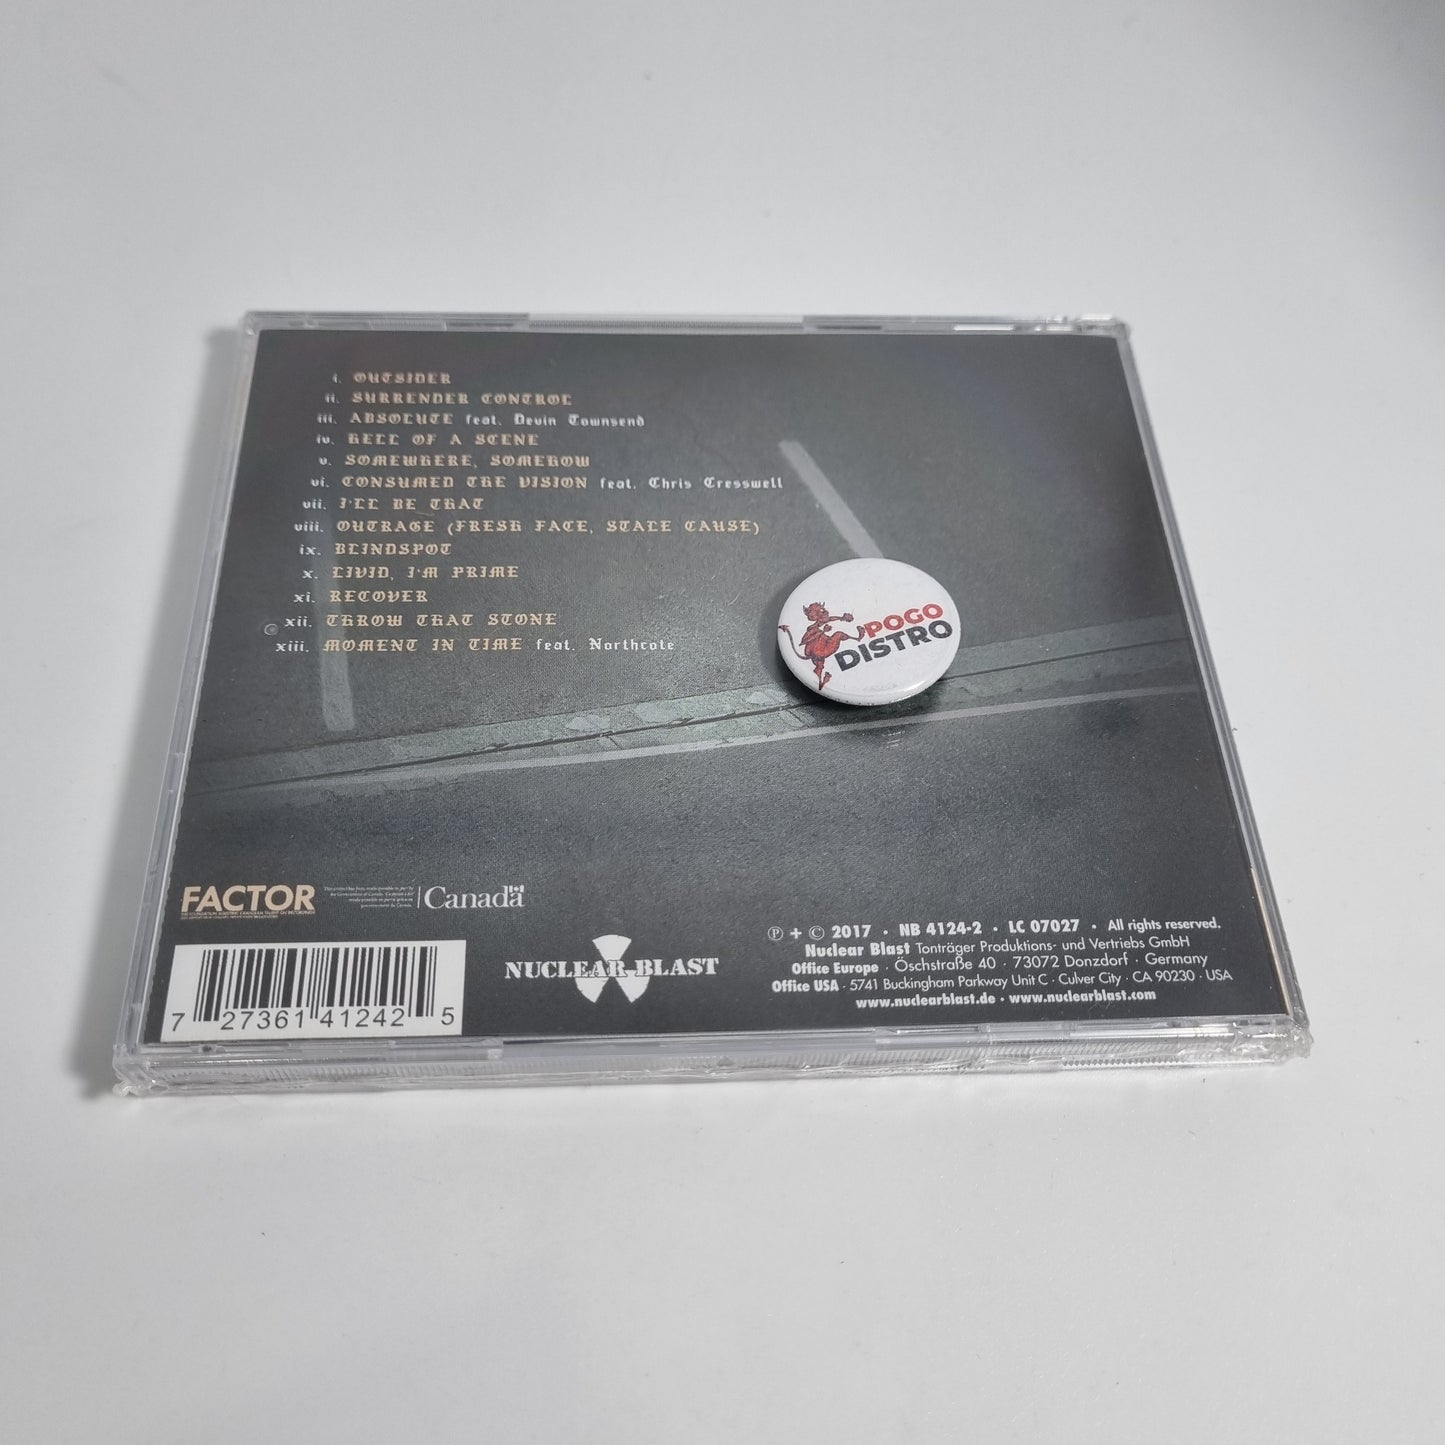 i. OUTSIDER
ii. SURRENDER CONTROL
iii. ABSOLUTE feat. Devin Townsend
iv. HELL OF A SCENE
v. SOMEWHERE, SOMEHOW
vi. CONSUMED THE VISION feat. Chris Cresswell
vii. I'LL BE THAT
viii. OUTRAGE (FRESH FACE, STALE CAUSE)
ix. BLINDSPOT
x. LIVID, I'M PRIME
xi. RECOVER
xii. THROW THAT STONE
xiii. MOMENT IN TIME feat. Northcote
POGO
DISTRO
FACTOR
Canada
7 27361 41242 5
NUCLEAR BLAST
℗ + © 2017 · NB 4124-2 · LC 07027 · All rights reserved.
Nuclear Blast Tonträger Produktions- und Vertriebs GmbH
Office Europe · Öschstraße 40 · 73072 Donzdorf · Germany
Office USA · 5741 Buckingham Parkway Unit C · Culver City · CA 90230 · USA
www.nuclearblast.de · www.nuclearblast.com